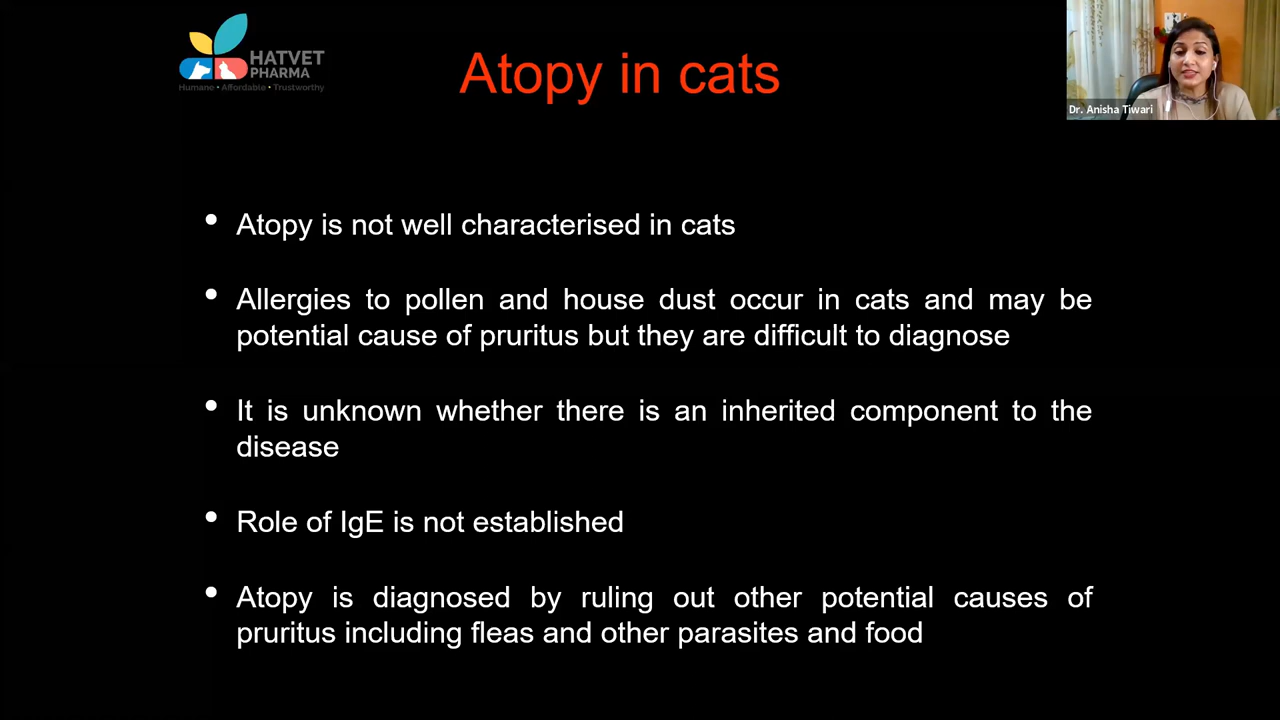 HATVET
PHARMA
Humane • Affordable • Trustworthy
Atopy in cats
Dr. Anisha Tiwari
• Atopy is not well characterised in cats
• Allergies to pollen and house dust occur in cats and may be
potential cause of pruritus but they are difficult to diagnose
• It is unknown whether there is an inherited component to the
disease
• Role of IgE is not established
• Atopy is diagnosed by ruling out other potential causes of
pruritus including fleas and other parasites and food